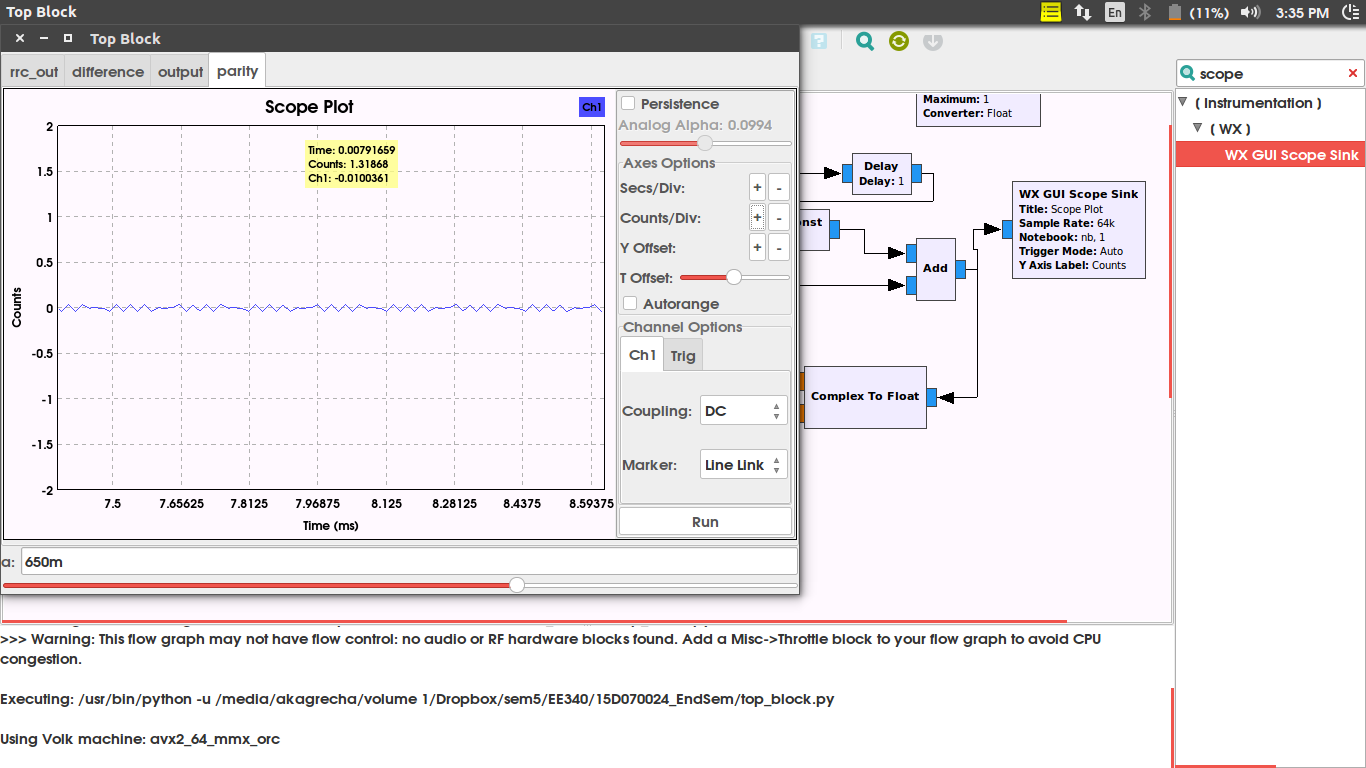 Top Block
En
(11%)
3:35 PM
Top Block
rrc_out
difference
output
parity
Scope Plot
Ch1
2
1.5
1
0.5
0
-0.5
-1
-1.5
-2
Counts
Time: 0.00791659
Counts: 1.31868
Ch1: -0.0100361
7.5
7.65625
7.8125
7.96875
8.125
8.28125
8.4375
8.59375
Time (ms)
Persistence
Analog Alpha: 0.0994
Axes Options
Secs/Div:
+
-
Counts/Div:
+
-
Y Offset:
+
-
T Offset:
Autorange
Channel Options
Ch1
Trig
Coupling:
DC
Marker:
Line Link
Run
a:
650m
Maximum: 1
Converter: Float
Delay
Delay: 1
nst
Add
WX GUI Scope Sink
Title: Scope Plot
Sample Rate: 64k
Notebook: nb, 1
Trigger Mode: Auto
Y Axis Label: Counts
Complex To Float
scope
[ Instrumentation ]
[ WX ]
WX GUI Scope Sink
>>> Warning: This flow graph may not have flow control: no audio or RF hardware blocks found. Add a Misc->Throttle block to your flow graph to avoid CPU
congestion.
Executing: /usr/bin/python -u /media/akagrecha/volume 1/Dropbox/sem5/EE340/15D070024_EndSem/top_block.py
Using Volk machine: avx2_64_mmx_orc